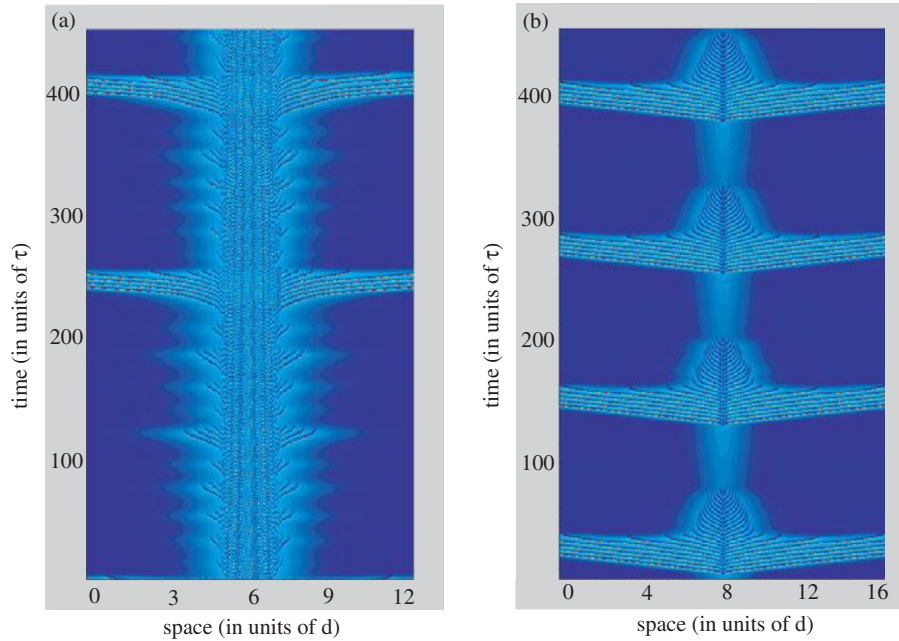 (a)
400
300
200
100
time (in units of τ)
0 3 6 9 12
space (in units of d)
(b)
400
300
200
100
time (in units of τ)
0 4 8 12 16
space (in units of d)